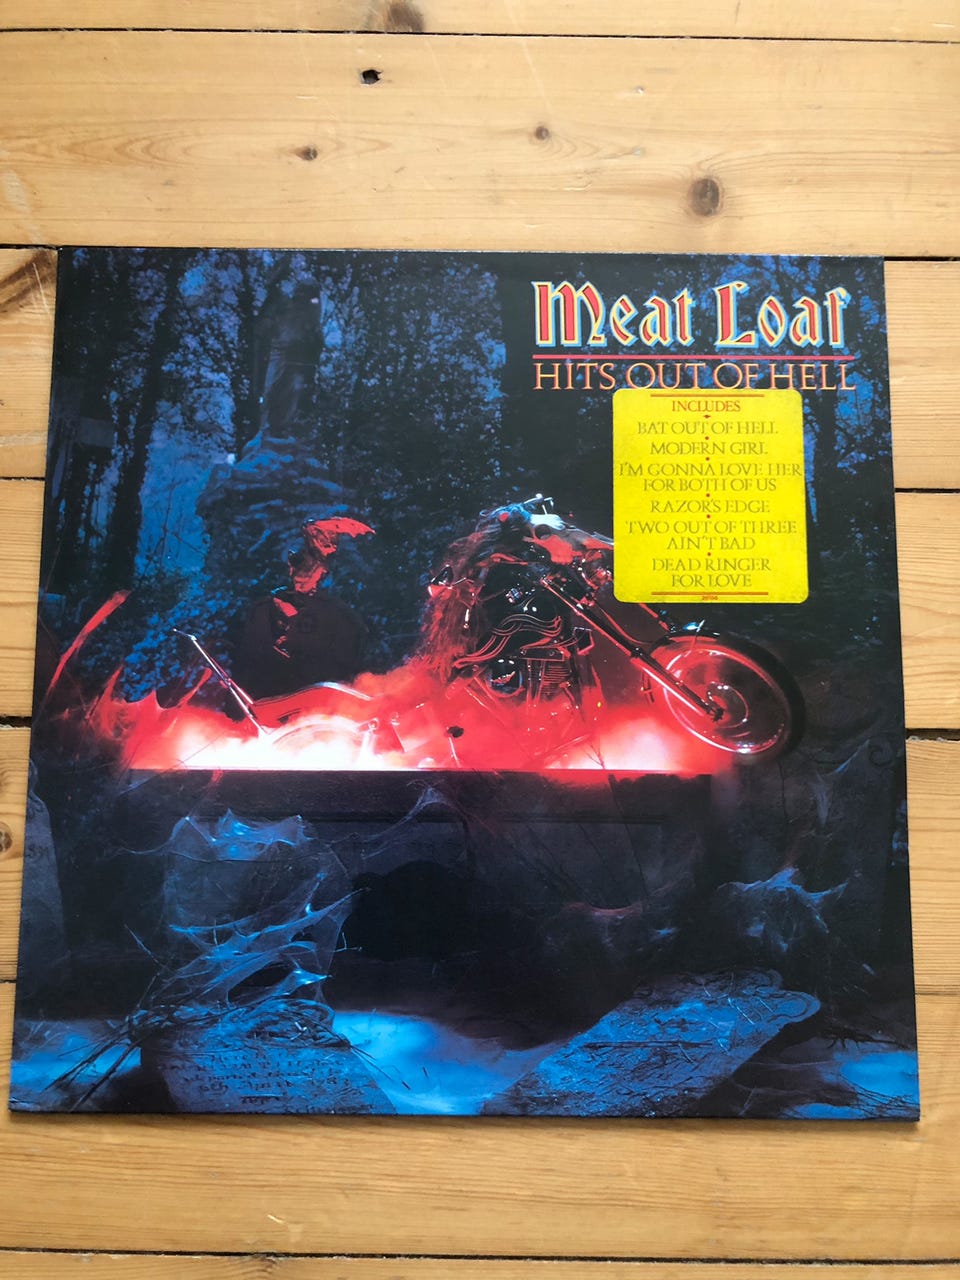 Meat Loaf
HITS OUT OF HELL
INCLUDES
BAT OUT OF HELL
MODERN GIRL
I'M GONNA LOVE HER
FOR BOTH OF US
RAZOR'S EDGE
TWO OUT OF THREE
AIN'T BAD
DEAD RINGER
FOR LOVE